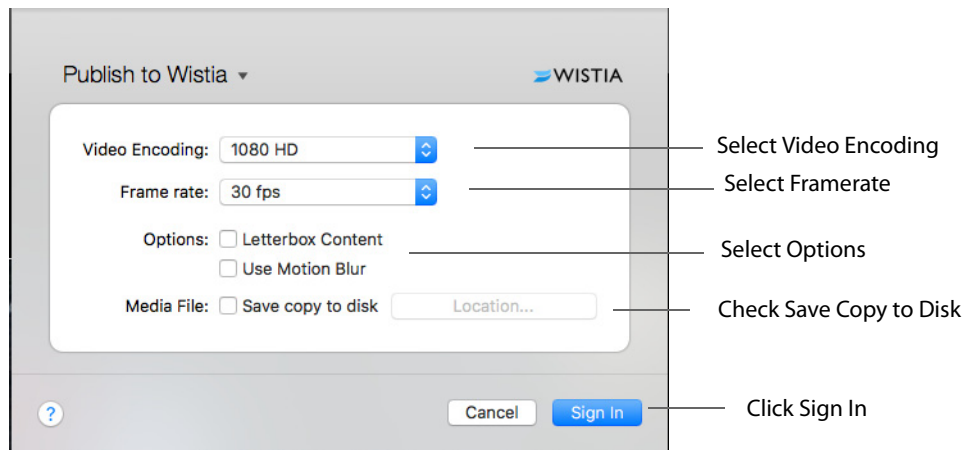 Publish to Wistia
WISTIA
Video Encoding: 1080 HD
Select Video Encoding
Frame rate: 30 fps
Select Framerate
Options: Letterbox Content
Use Motion Blur
Select Options
Media File: Save copy to disk Location...
Check Save Copy to Disk
?
Cancel
Sign In
Click Sign In